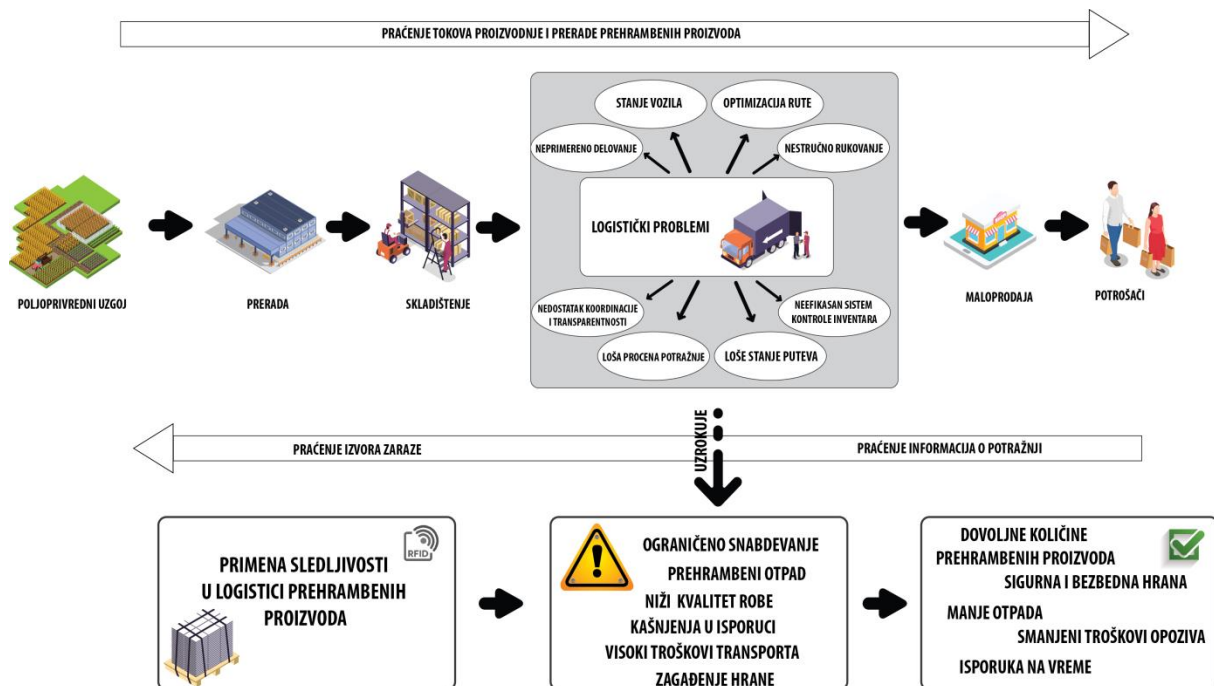 PRAĆENJE TOKOVA PROIZVODNJE I PRERADE PREHRAMBENIH PROIZVODA
STANJE VOZILA
OPTIMIZACIJA RUTE
NEPRIMERENO DELOVANJE
NESTRUČNO RUKOVANJE
LOGISTIČKI PROBLEMI
POLJOPRIVREDNI UZGOJ
PRERADA
SKLADIŠTENJE
MALOPRODAJA
POTROŠAČI
NEDOSTATAK KOORDINACIJE
I TRANSPARENTNOSTI
NEEFIKASAN SISTEM
KONTROLE INVENTARA
LOŠA PROCENA POTRAŽNJE
LOŠE STANJE PUTEVA
UZROKUJE
PRAĆENJE IZVORA ZARAZE
PRAĆENJE INFORMACIJA O POTRAŽNJI
RFID
PRIMENA SLEDLJIVOSTI
U LOGISTICI PREHRAMBENIH
PROIZVODA
OGRANIČENO SNABDEVANJE
PREHRAMBENI OTPAD
NIŽI KVALITET ROBE
KAŠNJENJA U ISPORUCI
VISOKI TROŠKOVI TRANSPORTA
ZAGAĐENJE HRANE
DOVOLJNE KOLIČINE
PREHRAMBENIH PROIZVODA
SIGURNA I BEZBEDNA HRANA
MANJE OTPADA
SMANJENI TROŠKOVI OPOZIVA
ISPORUKA NA VREME